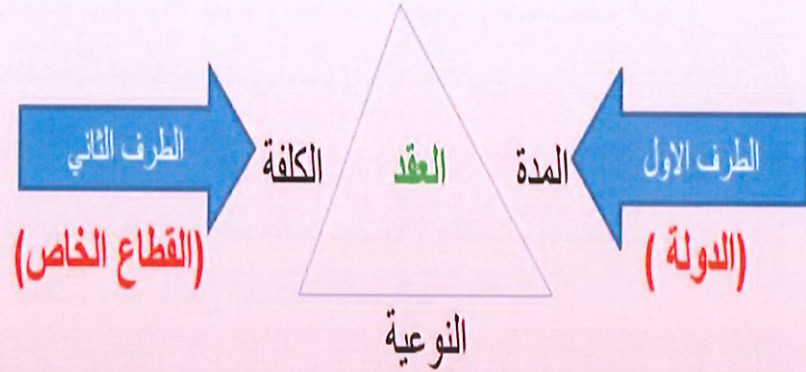 الطرف الاول
(الدولة )
المدة
العقد
الكلفة
الطرف الثاني
(القطاع الخاص)
النوعية